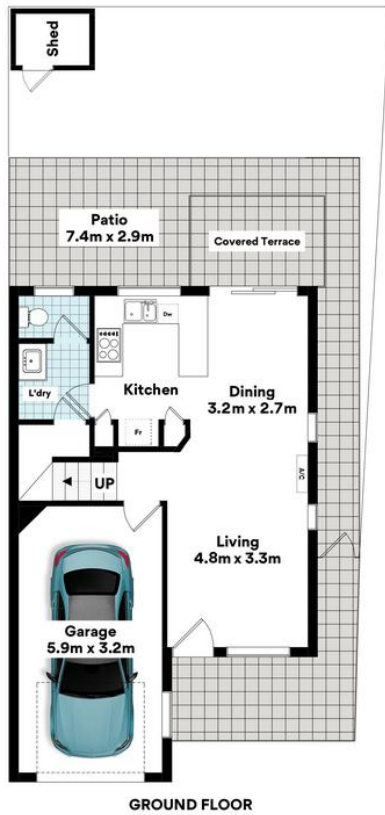 Shed
Patio
7.4m x 2.9m
Covered Terrace
Dw
Kitchen
L'dry
Dining
3.2m x 2.7m
Fr
A/C
UP
Living
4.8m x 3.3m
Garage
5.9m x 3.2m
GROUND FLOOR